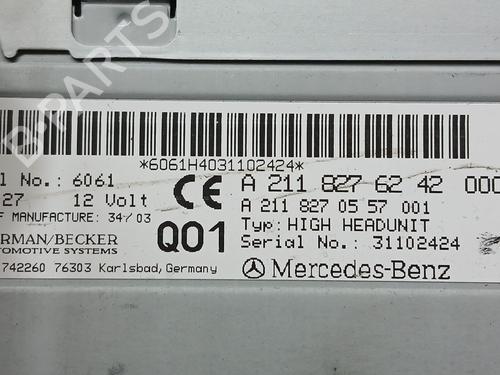 *6061H4031102424*
l No.: 6061
27 12 Volt
F MANUFACTURE: 34/03
CE
A 211 827 62 42 000
A 211 827 05 57 001
RMAN/BECKER
OMOTIVE SYSTEMS
Q01
Typ: HIGH HEADUNIT
Serial No.: 31102424
742260 76303 Karlsbad, Germany
Mercedes-Benz
B-PARTS